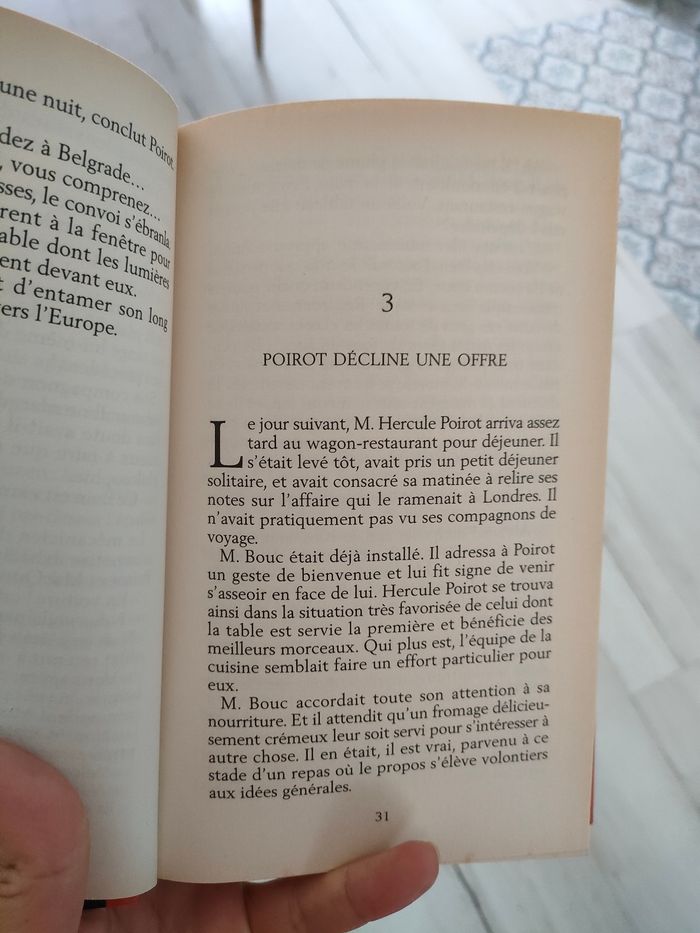 une nuit, conclut Poirot.
dez à Belgrade...
, vous comprenez...
sses, le convoi s'ébranla.
rent à la fenêtre pour
able dont les lumières
ent devant eux.
t d'entamer son long
vers l'Europe.
3
POIROT DÉCLINE UNE OFFRE
Le jour suivant, M. Hercule Poirot arriva assez
tard au wagon-restaurant pour déjeuner. Il
s'était levé tôt, avait pris un petit déjeuner
solitaire, et avait consacré sa matinée à relire ses
notes sur l'affaire qui le ramenait à Londres. Il
n'avait pratiquement pas vu ses compagnons de
voyage.
M. Bouc était déjà installé. Il adressa à Poirot
un geste de bienvenue et lui fit signe de venir
s'asseoir en face de lui. Hercule Poirot se trouva
ainsi dans la situation très favorisée de celui dont
la table est servie la première et bénéficie des
meilleurs morceaux. Qui plus est, l'équipe de la
cuisine semblait faire un effort particulier pour
eux.
M. Bouc accordait toute son attention à sa
nourriture. Et il attendit qu'un fromage délicieu-
sement crémeux leur soit servi pour s'intéresser à
autre chose. Il en était, il est vrai, parvenu à ce
stade d'un repas où le propos s'élève volontiers
aux idées générales.
31